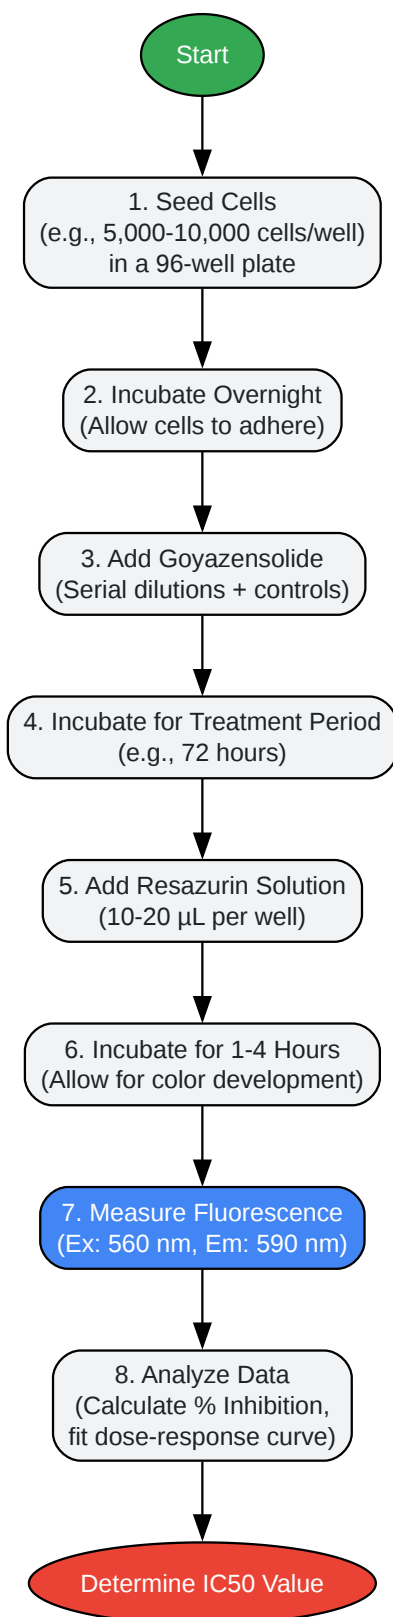 Start
1. Seed Cells
(e.g., 5,000-10,000 cells/well)
in a 96-well plate
2. Incubate Overnight
(Allow cells to adhere)
3. Add Goyazensolide
(Serial dilutions + controls)
4. Incubate for Treatment Period
(e.g., 72 hours)
5. Add Resazurin Solution
(10-20 µL per well)
6. Incubate for 1-4 Hours
(Allow for color development)
7. Measure Fluorescence
(Ex: 560 nm, Em: 590 nm)
8. Analyze Data
(Calculate % Inhibition,
fit dose-response curve)
Determine IC50 Value